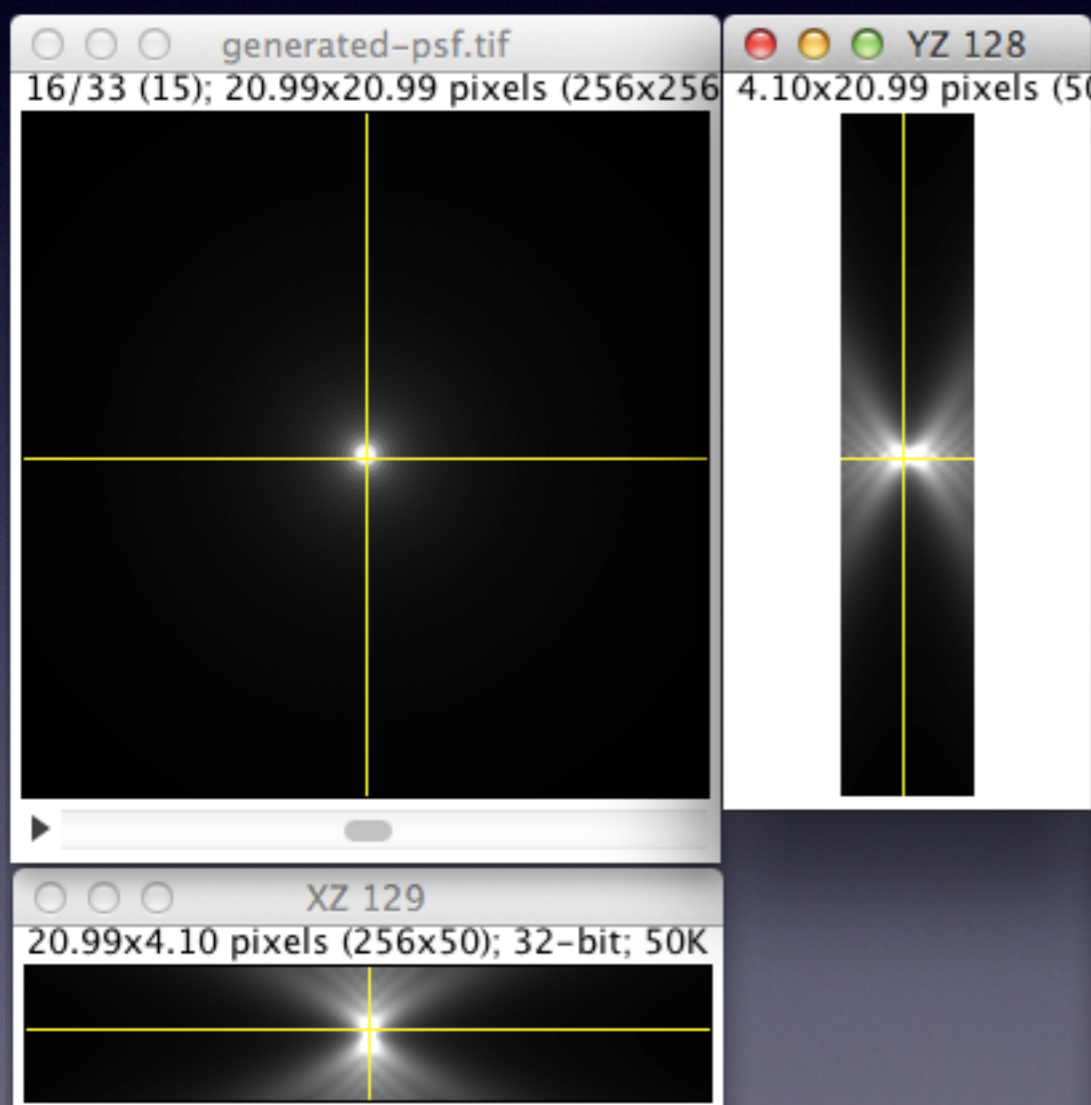 generated-psf.tif
16/33 (15); 20.99x20.99 pixels (256x256
YZ 128
4.10x20.99 pixels (50
XZ 129
20.99x4.10 pixels (256x50); 32-bit; 50K